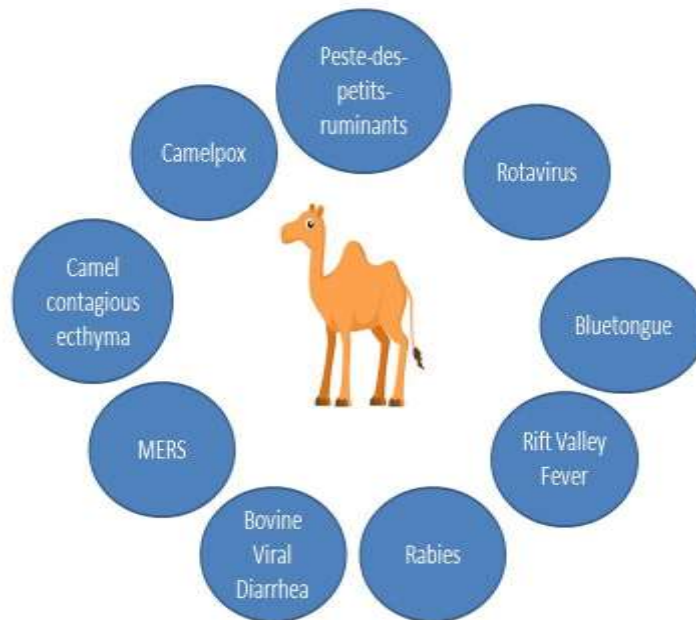 Peste-des-
petits-
ruminants
Camelpox
Rotavirus
Camel
contagious
ecthyma
Bluetongue
MERS
Rift Valley
Fever
Bovine
Viral
Diarrhea
Rabies